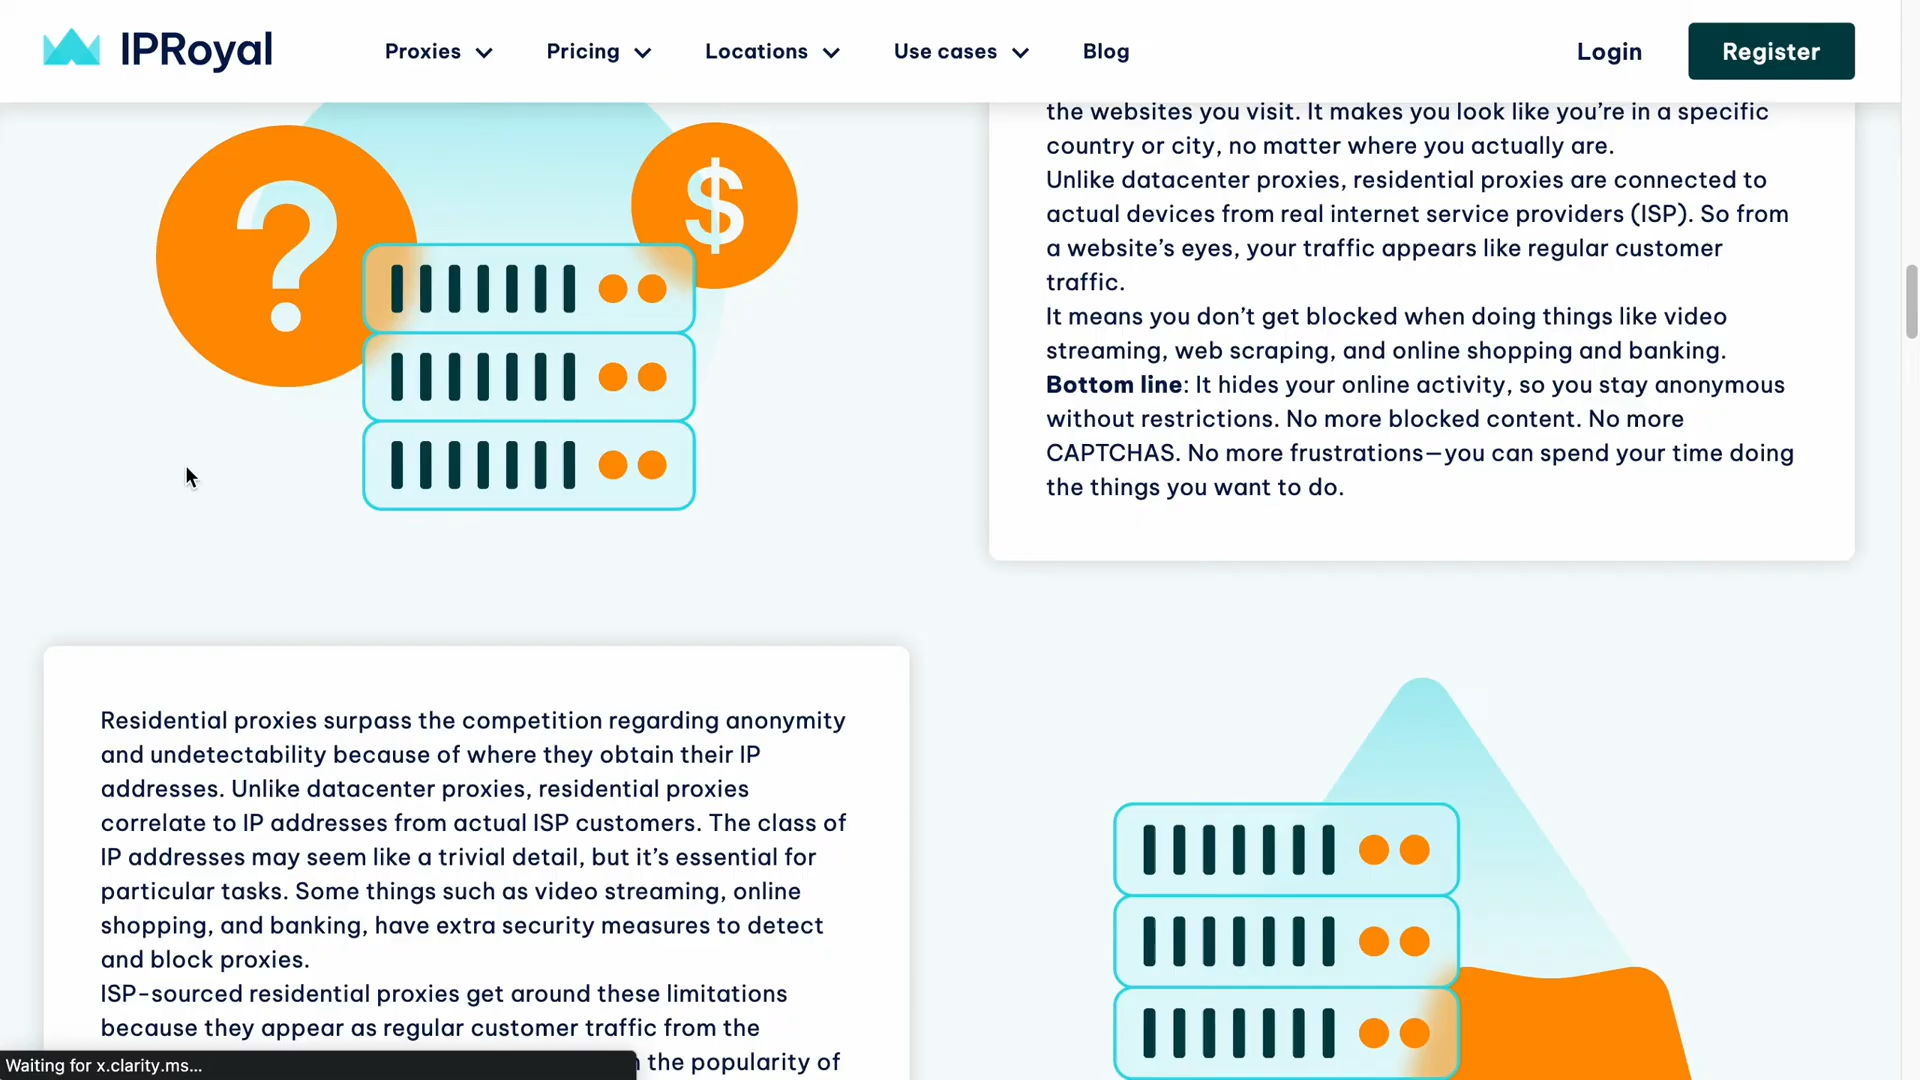 IPRoyal
Proxies
Pricing
Locations
Use cases
Blog
Login
Register
?
$
the websites you visit. It makes you look like you’re in a specific
country or city, no matter where you actually are.
Unlike datacenter proxies, residential proxies are connected to
actual devices from real internet service providers (ISP). So from
a website’s eyes, your traffic appears like regular customer
traffic.
It means you don’t get blocked when doing things like video
streaming, web scraping, and online shopping and banking.
Bottom line: It hides your online activity, so you stay anonymous
without restrictions. No more blocked content. No more
CAPTCHAS. No more frustrations—you can spend your time doing
the things you want to do.
Residential proxies surpass the competition regarding anonymity
and undetectability because of where they obtain their IP
addresses. Unlike datacenter proxies, residential proxies
correlate to IP addresses from actual ISP customers. The class of
IP addresses may seem like a trivial detail, but it’s essential for
particular tasks. Some things such as video streaming, online
shopping, and banking, have extra security measures to detect
and block proxies.
ISP-sourced residential proxies get around these limitations
because they appear as regular customer traffic from the
the popularity of
Waiting for x.clarity.ms...